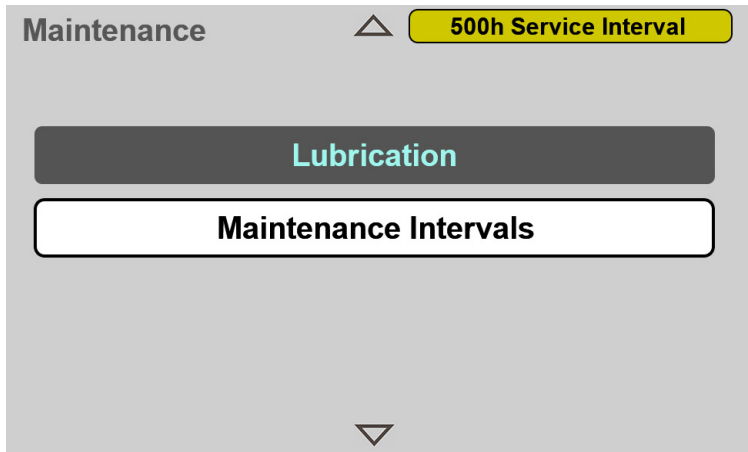 Maintenance
500h Service Interval
Lubrication
Maintenance Intervals